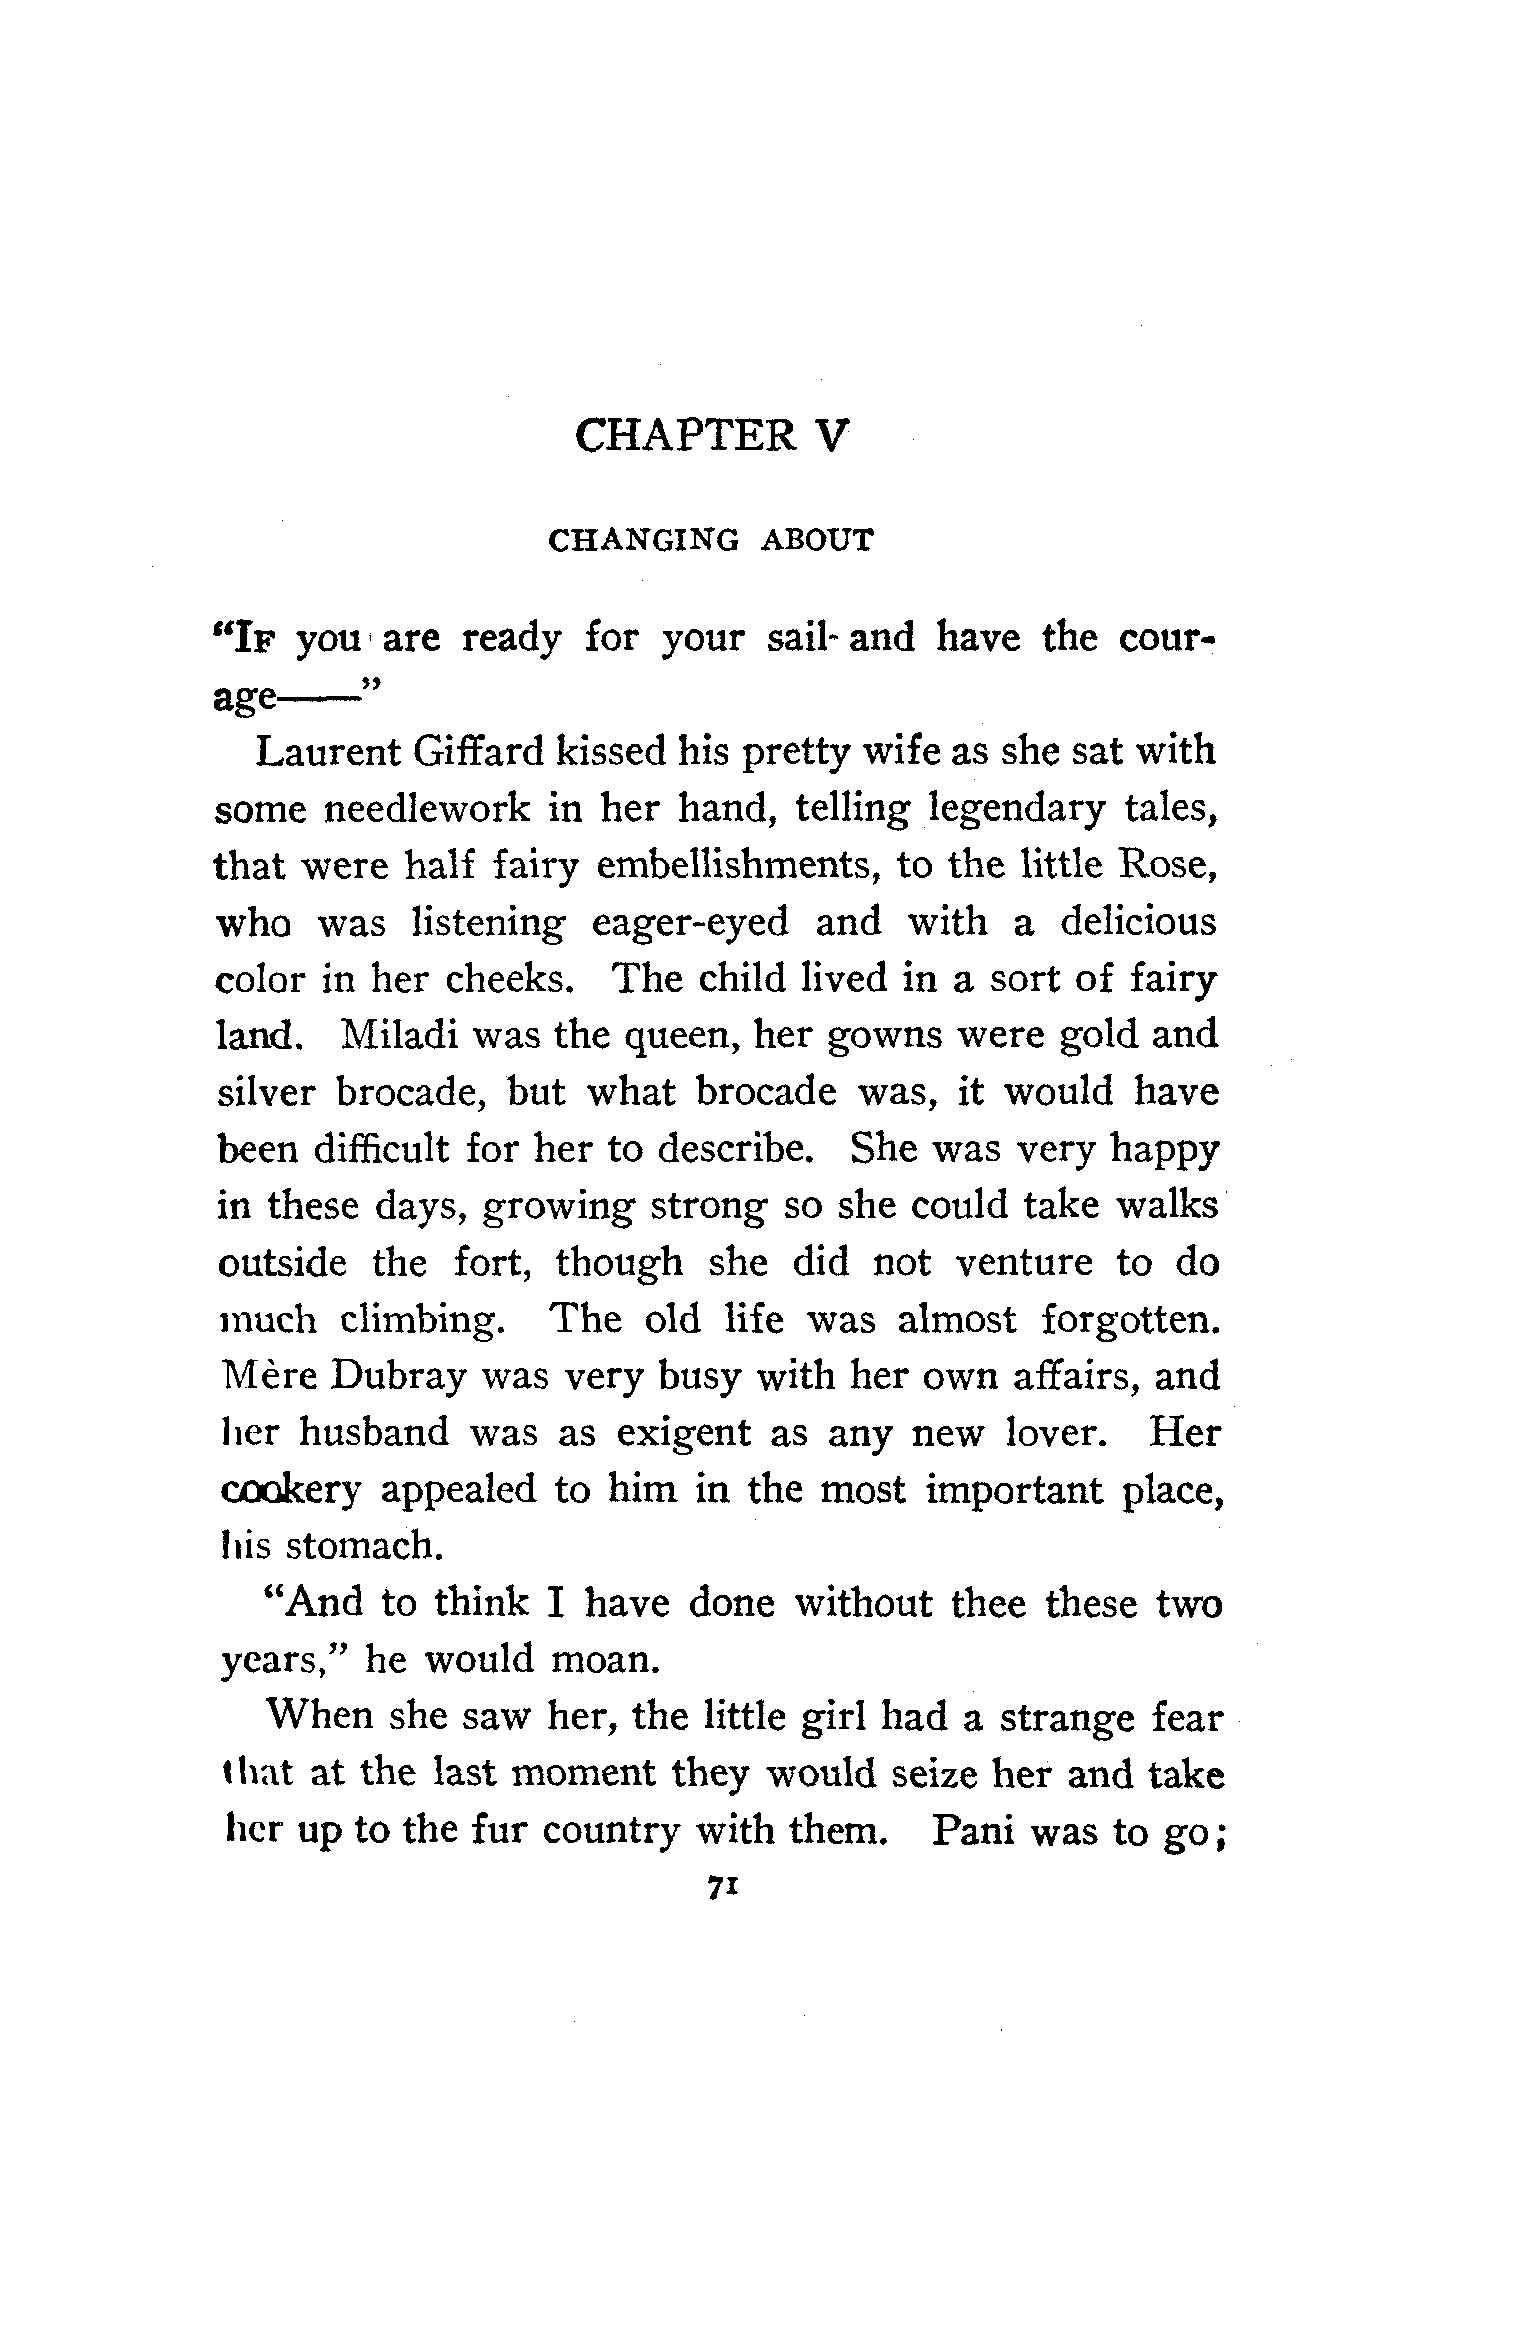 CHAPTER V
CHANGING ABOUT
“IF you are ready for your sail and have the cour-
age——”
Laurent Giffard kissed his pretty wife as she sat with
some needlework in her hand, telling legendary tales,
that were half fairy embellishments, to the little Rose,
who was listening eager-eyed and with a delicious
color in her cheeks. The child lived in a sort of fairy
land. Miladi was the queen, her gowns were gold and
silver brocade, but what brocade was, it would have
been difficult for her to describe. She was very happy
in these days, growing strong so she could take walks
outside the fort, though she did not venture to do
much climbing. The old life was almost forgotten.
Mère Dubray was very busy with her own affairs, and
her husband was as exigent as any new lover. Her
cookery appealed to him in the most important place,
his stomach.
“And to think I have done without thee these two
years,” he would moan.
When she saw her, the little girl had a strange fear
that at the last moment they would seize her and take
her up to the fur country with them. Pani was to go;
71